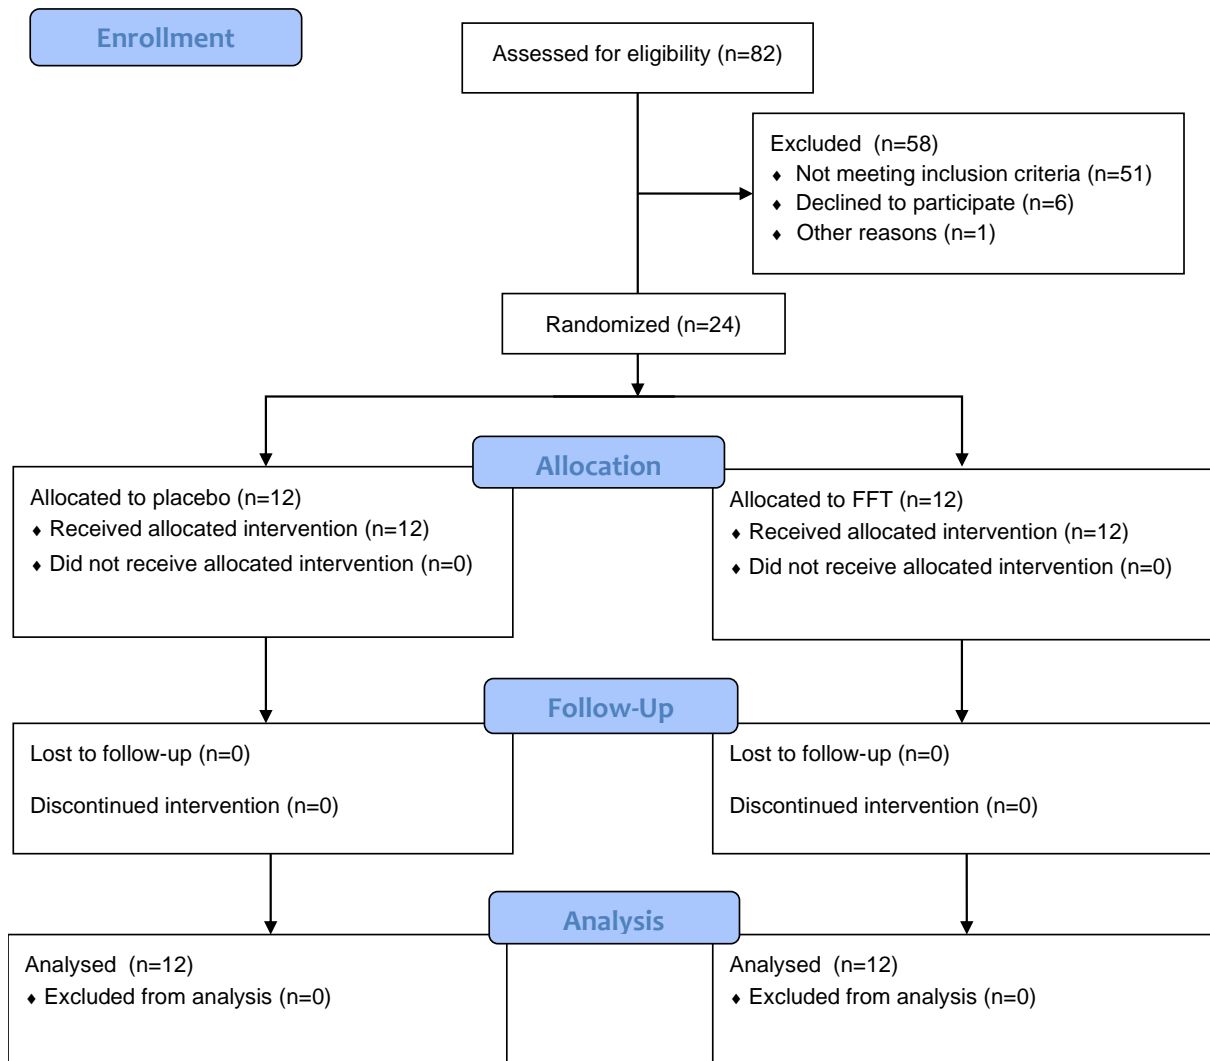 Enrollment
Assessed for eligibility (n=82)
Excluded (n=58)
♦ Not meeting inclusion criteria (n=51)
♦ Declined to participate (n=6)
♦ Other reasons (n=1)
Randomized (n=24)
Allocation
Allocated to placebo (n=12)
♦ Received allocated intervention (n=12)
♦ Did not receive allocated intervention (n=0)
Allocated to FFT (n=12)
♦ Received allocated intervention (n=12)
♦ Did not receive allocated intervention (n=0)
Follow-Up
Lost to follow-up (n=0)
Discontinued intervention (n=0)
Lost to follow-up (n=0)
Discontinued intervention (n=0)
Analysis
Analysed (n=12)
♦ Excluded from analysis (n=0)
Analysed (n=12)
♦ Excluded from analysis (n=0)